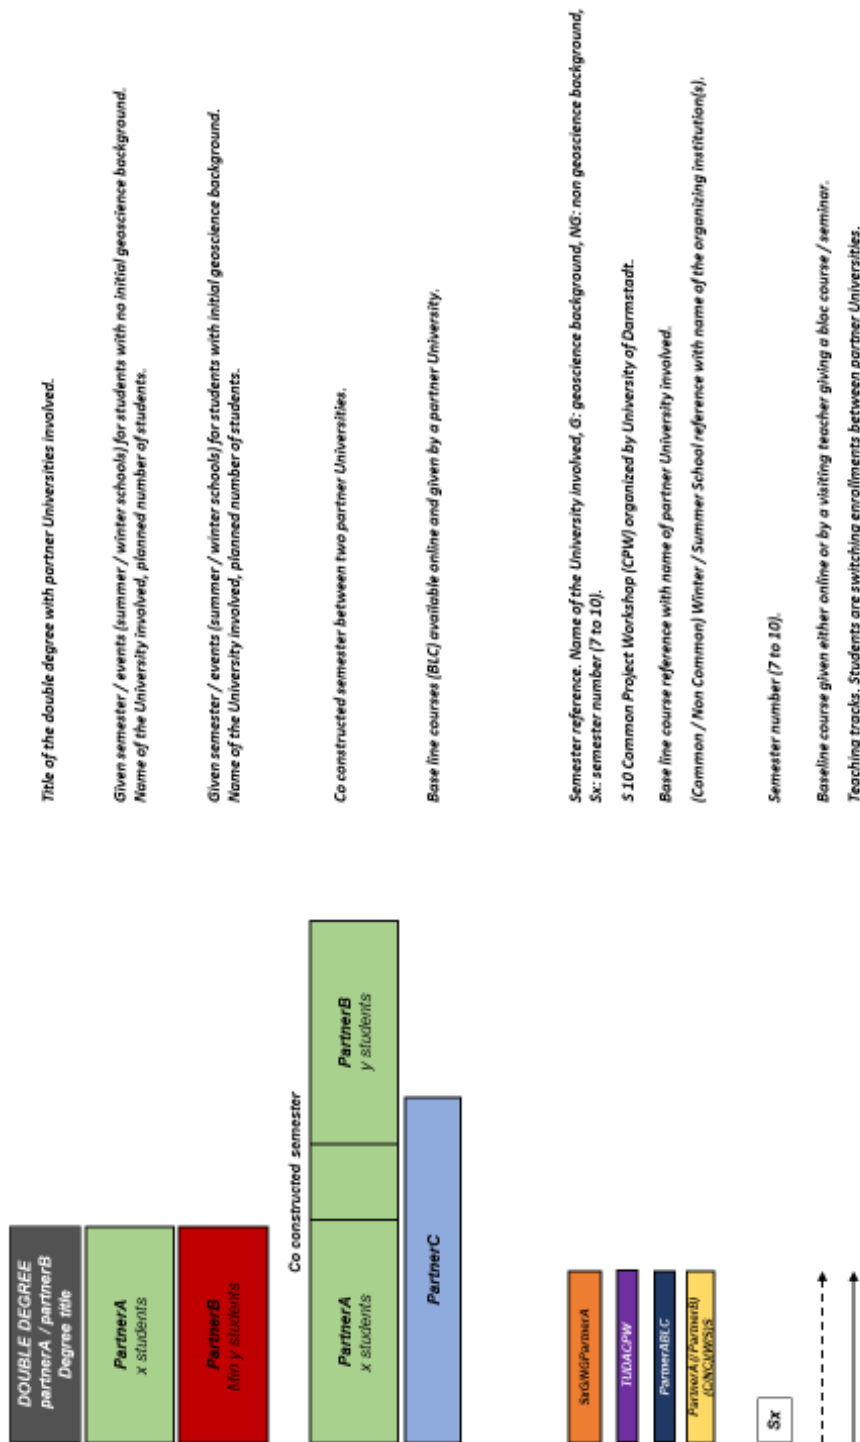 DOUBLE DEGREE
partnerA / partnerB
Degree title
Title of the double degree with partner Universities involved.
PartnerA
x students
Given semester / events (summer / winter schools) for students with no initial geoscience background.
Name of the University involved, planned number of students.
PartnerB
Min y students
Given semester / events (summer / winter schools) for students with initial geoscience background.
Name of the University involved, planned number of students.
Co constructed semester
PartnerA
x students
PartnerB
y students
Co constructed semester between two partner Universities.
PartnerC
Base line courses (BLC) available online and given by a partner University.
SxG/NGPartnerA
Semester reference. Name of the University involved, G: geoscience background, NG: non geoscience background,
Sx: semester number (7 to 10).
TUDACPW
S 10 Common Project Workshop (CPW) organized by University of Darmstadt.
PartnerABLC
Base line course reference with name of partner University involved.
PartnerA(/PartnerB)
(C/NC)(W/S)S
(Common / Non Common) Winter / Summer School reference with name of the organizing institution(s).
Sx
Semester number (7 to 10).
Baseline course given either online or by a visiting teacher giving a bloc course / seminar.
Teaching tracks. Students are switching enrollments between partner Universities.